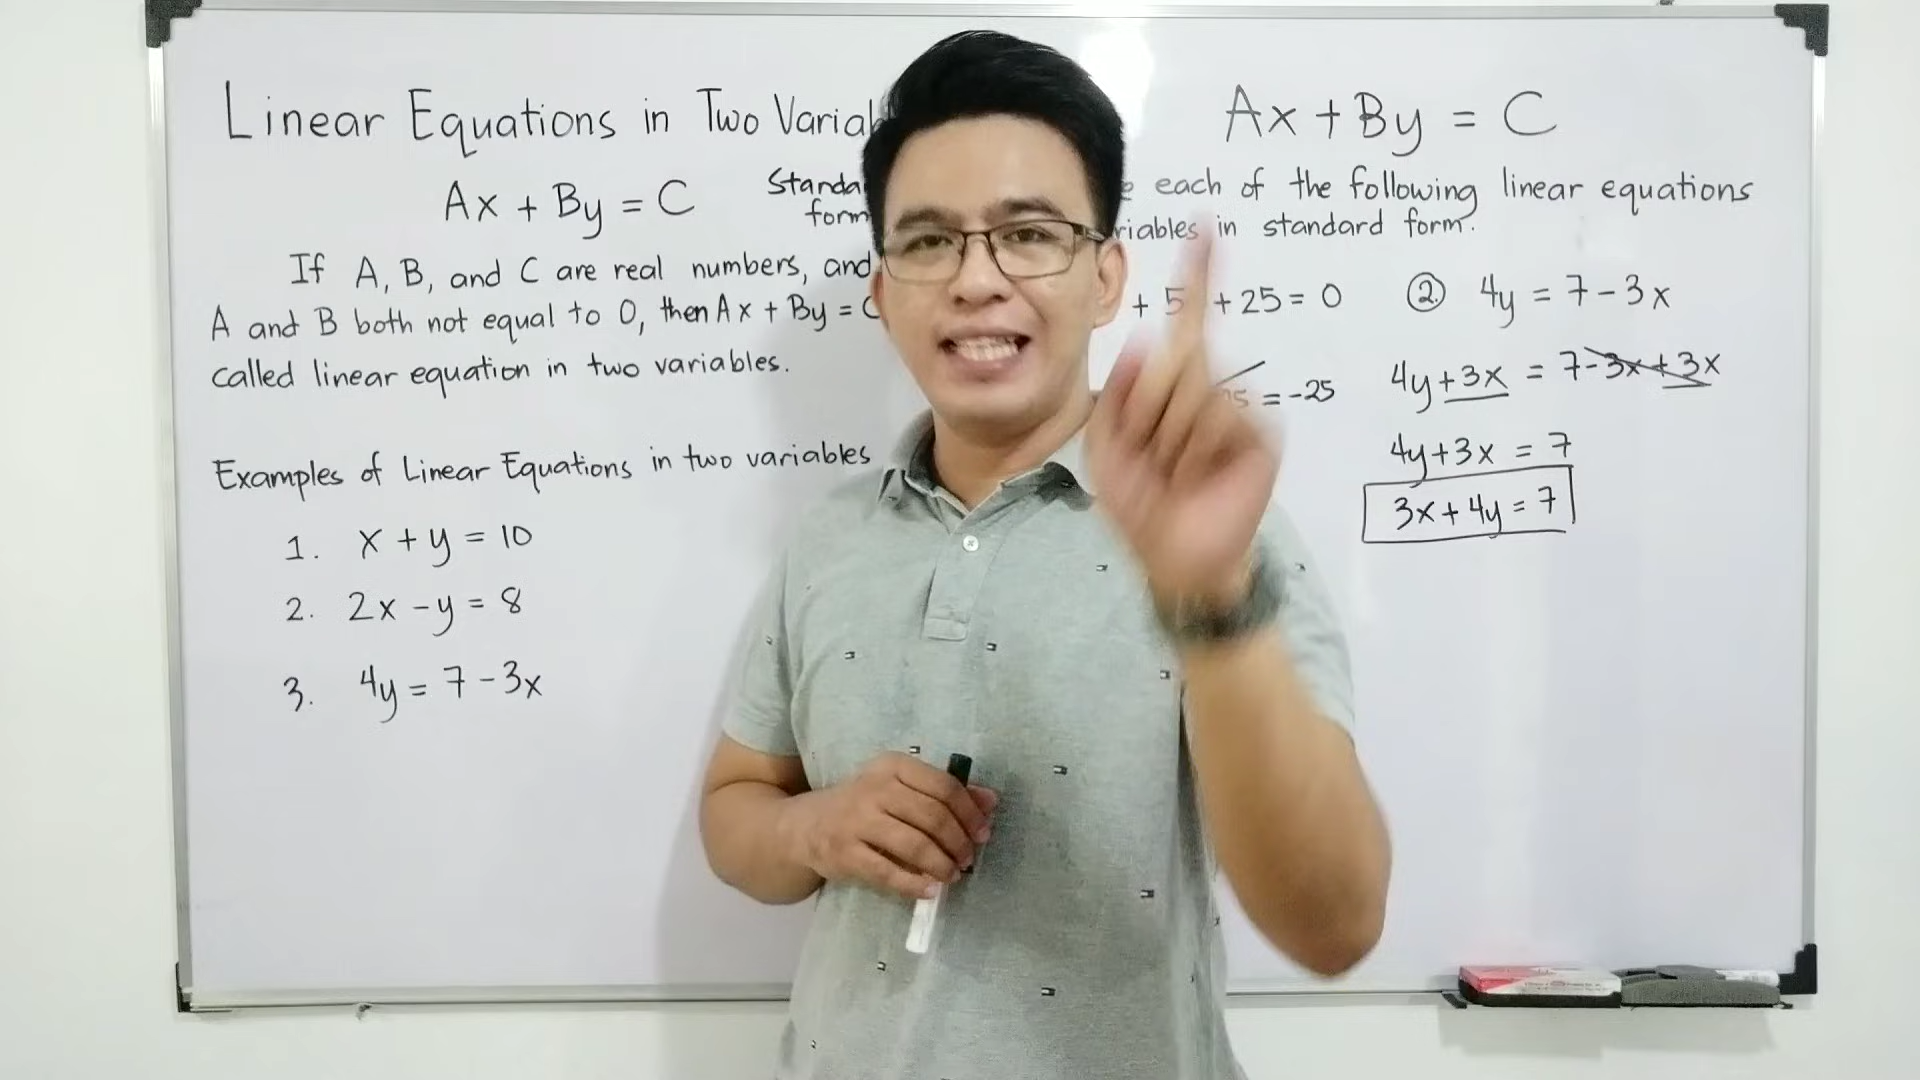 Linear Equations in Two Variab
Ax + By = C
Standa
form
If A, B, and C are real numbers, and
A and B both not equal to 0, then Ax + By = C
called linear equation in two variables.
Examples of Linear Equations in two variables
1. x + y = 10
2. 2x - y = 8
3. 4y = 7 - 3x
Ax + By = C
each of the following linear equations
riables in standard form.
+ 5 + 25 = 0
= -25
② 4y = 7 - 3x
4y + 3x = 7 - 3x + 3x
4y + 3x = 7
3x + 4y = 7